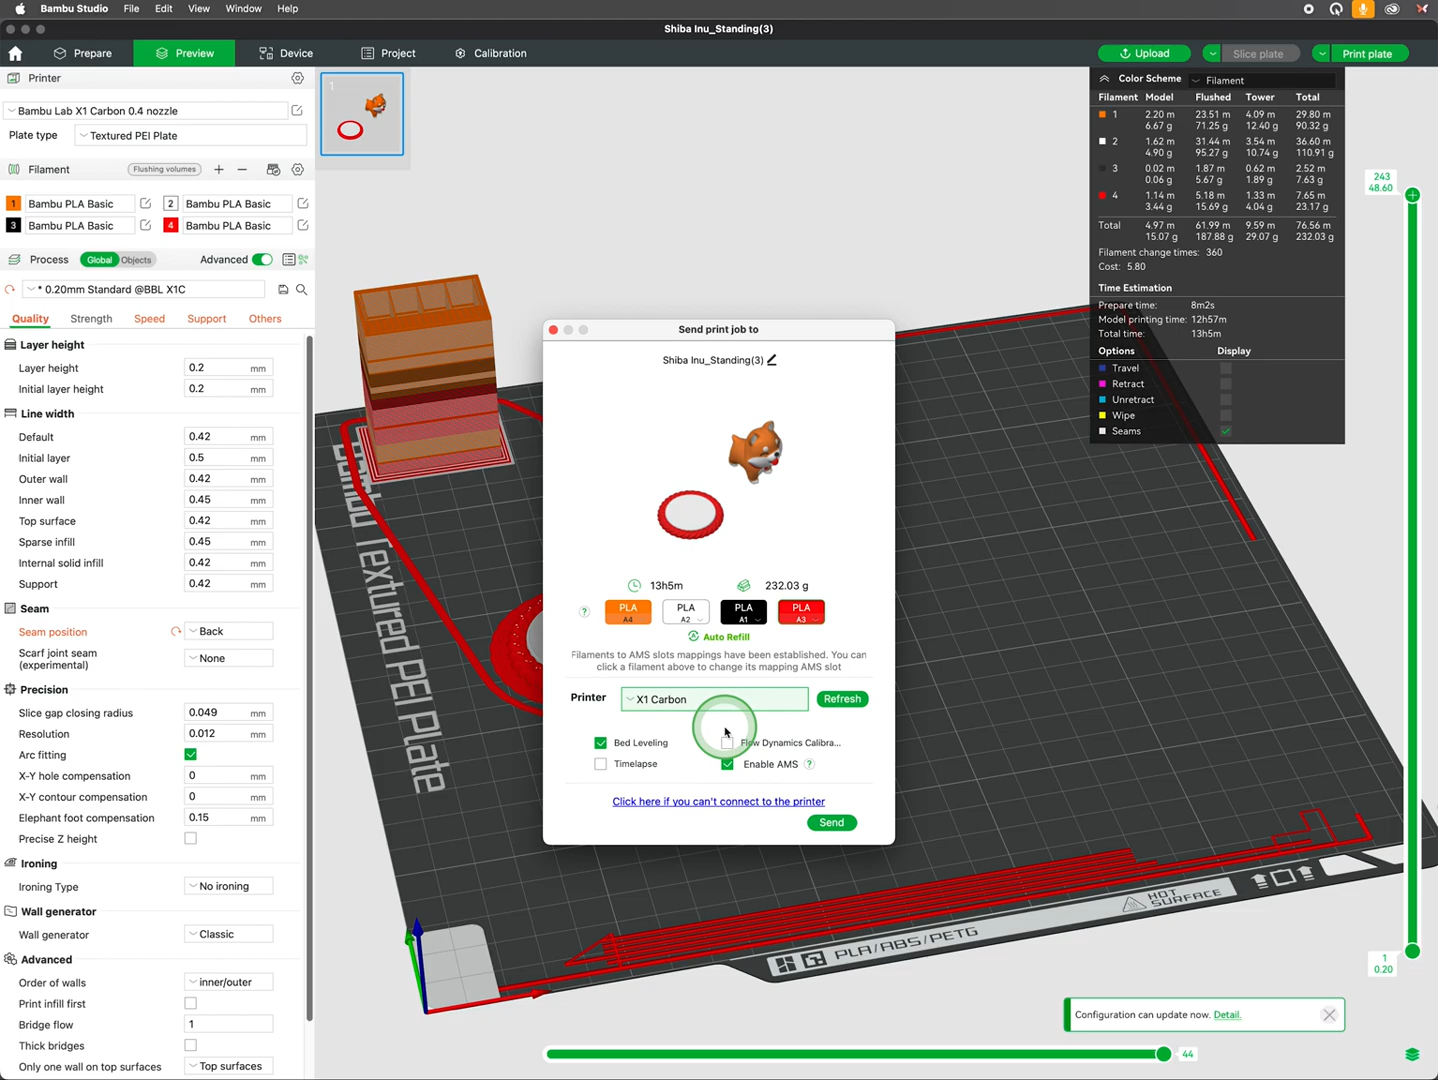 Bambu Studio File Edit View Window Help
Shiba Inu_Standing(3)
Prepare Preview Device Project Calibration Upload Slice plate Print plate
Printer
Bambu Lab X1 Carbon 0.4 nozzle
Plate type Textured PEI Plate
Filament Flushing volumes
1 Bambu PLA Basic 2 Bambu PLA Basic
3 Bambu PLA Basic 4 Bambu PLA Basic
Process Global Objects Advanced
* 0.20mm Standard @BBL X1C
Quality Strength Speed Support Others
Layer height
Layer height 0.2 mm
Initial layer height 0.2 mm
Line width
Default 0.42 mm
Initial layer 0.5 mm
Outer wall 0.42 mm
Inner wall 0.45 mm
Top surface 0.42 mm
Sparse infill 0.45 mm
Internal solid infill 0.42 mm
Support 0.42 mm
Seam
Seam position Back
Scarf joint seam
(experimental) None
Precision
Slice gap closing radius 0.049 mm
Resolution 0.012 mm
Arc fitting
X-Y hole compensation 0 mm
X-Y contour compensation 0 mm
Elephant foot compensation 0.15 mm
Precise Z height
Ironing
Ironing Type No ironing
Wall generator
Wall generator Classic
Advanced
Order of walls inner/outer
Print infill first
Bridge flow 1
Thick bridges
Only one wall on top surfaces Top surfaces
1
Bambu Textured PEI Plate
HOT
SURFACE
PLA/ABS/PETG
Send print job to
Shiba Inu_Standing(3)
13h5m 232.03 g
? PLA PLA PLA PLA
A4 A2 A1 A3
Auto Refill
Filaments to AMS slots mappings have been established. You can
click a filament above to change its mapping AMS slot
Printer X1 Carbon Refresh
Bed Leveling Flow Dynamics Calibra...
Timelapse Enable AMS ?
Click here if you can't connect to the printer
Send
Color Scheme Filament
Filament Model Flushed Tower Total
1 2.20 m 23.51 m 4.09 m 29.80 m
6.67 g 71.25 g 12.40 g 90.32 g
2 1.62 m 31.44 m 3.54 m 36.60 m
4.90 g 95.27 g 10.74 g 110.91 g
3 0.02 m 1.87 m 0.62 m 2.52 m
0.06 g 5.67 g 1.89 g 7.63 g
4 1.14 m 5.18 m 1.33 m 7.65 m
3.44 g 15.69 g 4.04 g 23.17 g
Total 4.97 m 61.99 m 9.59 m 76.56 m
15.07 g 187.88 g 29.07 g 232.03 g
Filament change times: 360
Cost: 5.80
Time Estimation
Prepare time: 8m2s
Model printing time: 12h57m
Total time: 13h5m
Options Display
Travel
Retract
Unretract
Wipe
Seams
243
48.60
1
0.20
Configuration can update now. Detail.
44